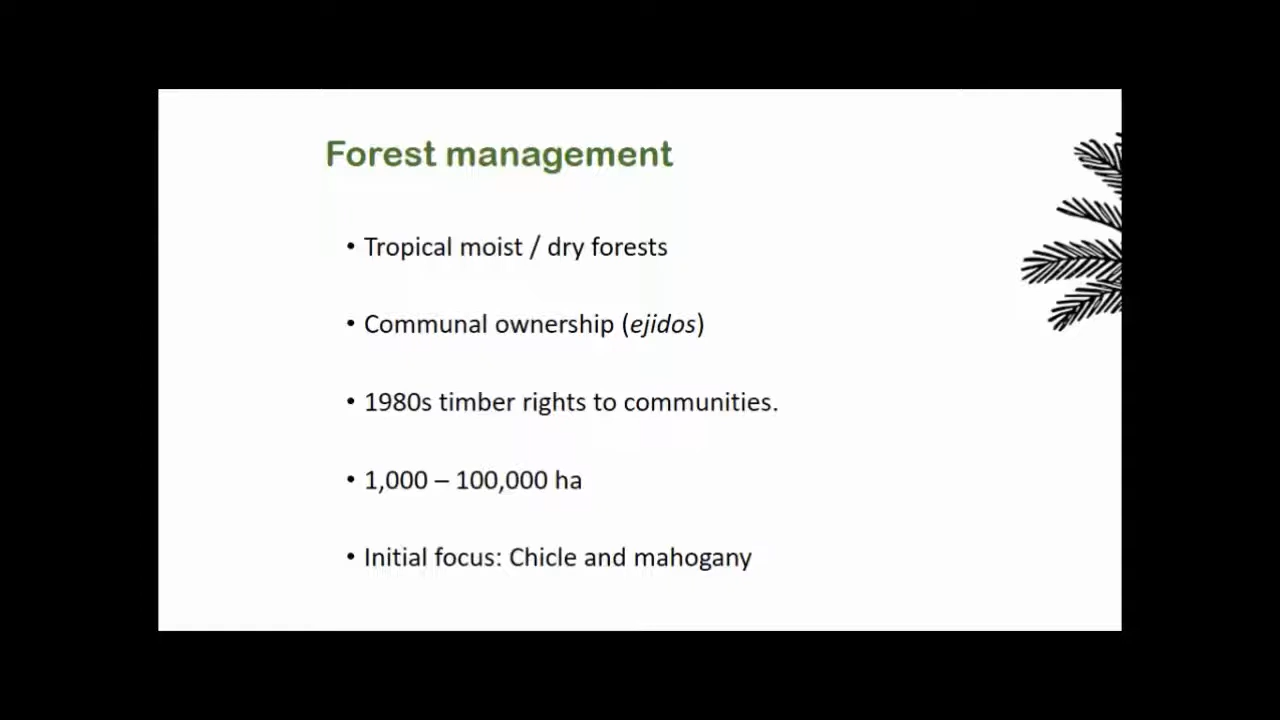 Forest management
• Tropical moist / dry forests
• Communal ownership (ejidos)
• 1980s timber rights to communities.
• 1,000 – 100,000 ha
• Initial focus: Chicle and mahogany